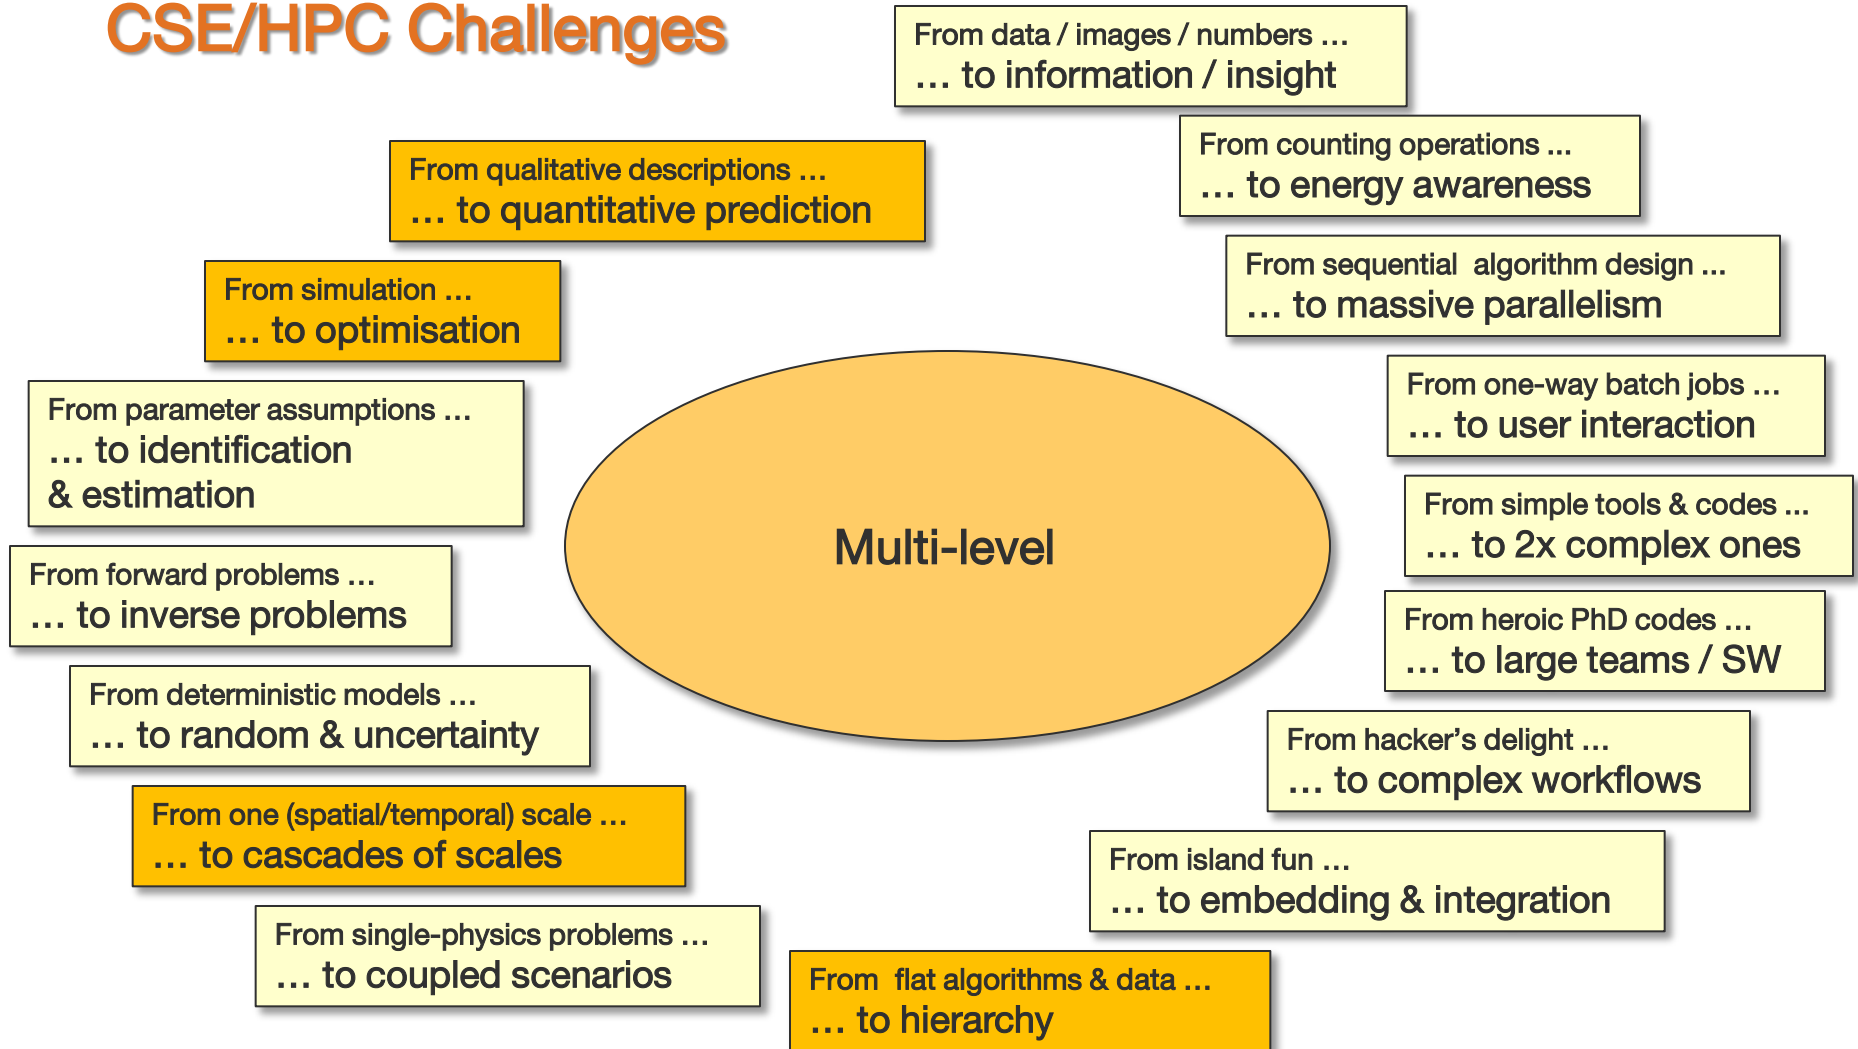 CSE/HPC Challenges
From data / images / numbers …
… to information / insight
From counting operations …
… to energy awareness
From qualitative descriptions …
… to quantitative prediction
From sequential  algorithm design …
… to massive parallelism
From simulation …
… to optimisation
From one-way batch jobs …
… to user interaction
From parameter assumptions …
… to identification
& estimation
From simple tools & codes …
… to 2x complex ones
Multi-level
From forward problems …
… to inverse problems
From heroic PhD codes …
… to large teams / SW
From deterministic models …
… to random & uncertainty
From hacker’s delight …
… to complex workflows
From one (spatial/temporal) scale …
… to cascades of scales
From island fun …
… to embedding & integration
From single-physics problems …
… to coupled scenarios
From  flat algorithms & data …
… to hierarchy